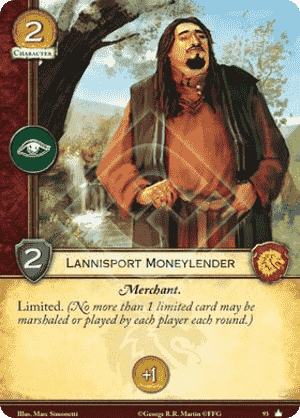 2
CHARACTER
2
LANNISPORT MONEYLENDER
Merchant.
Limited. (No more than 1 limited card may be
marshaled or played by each player each round.)
+1
Illus. Marc Simonetti ©George R.R. Martin ©FFG 93